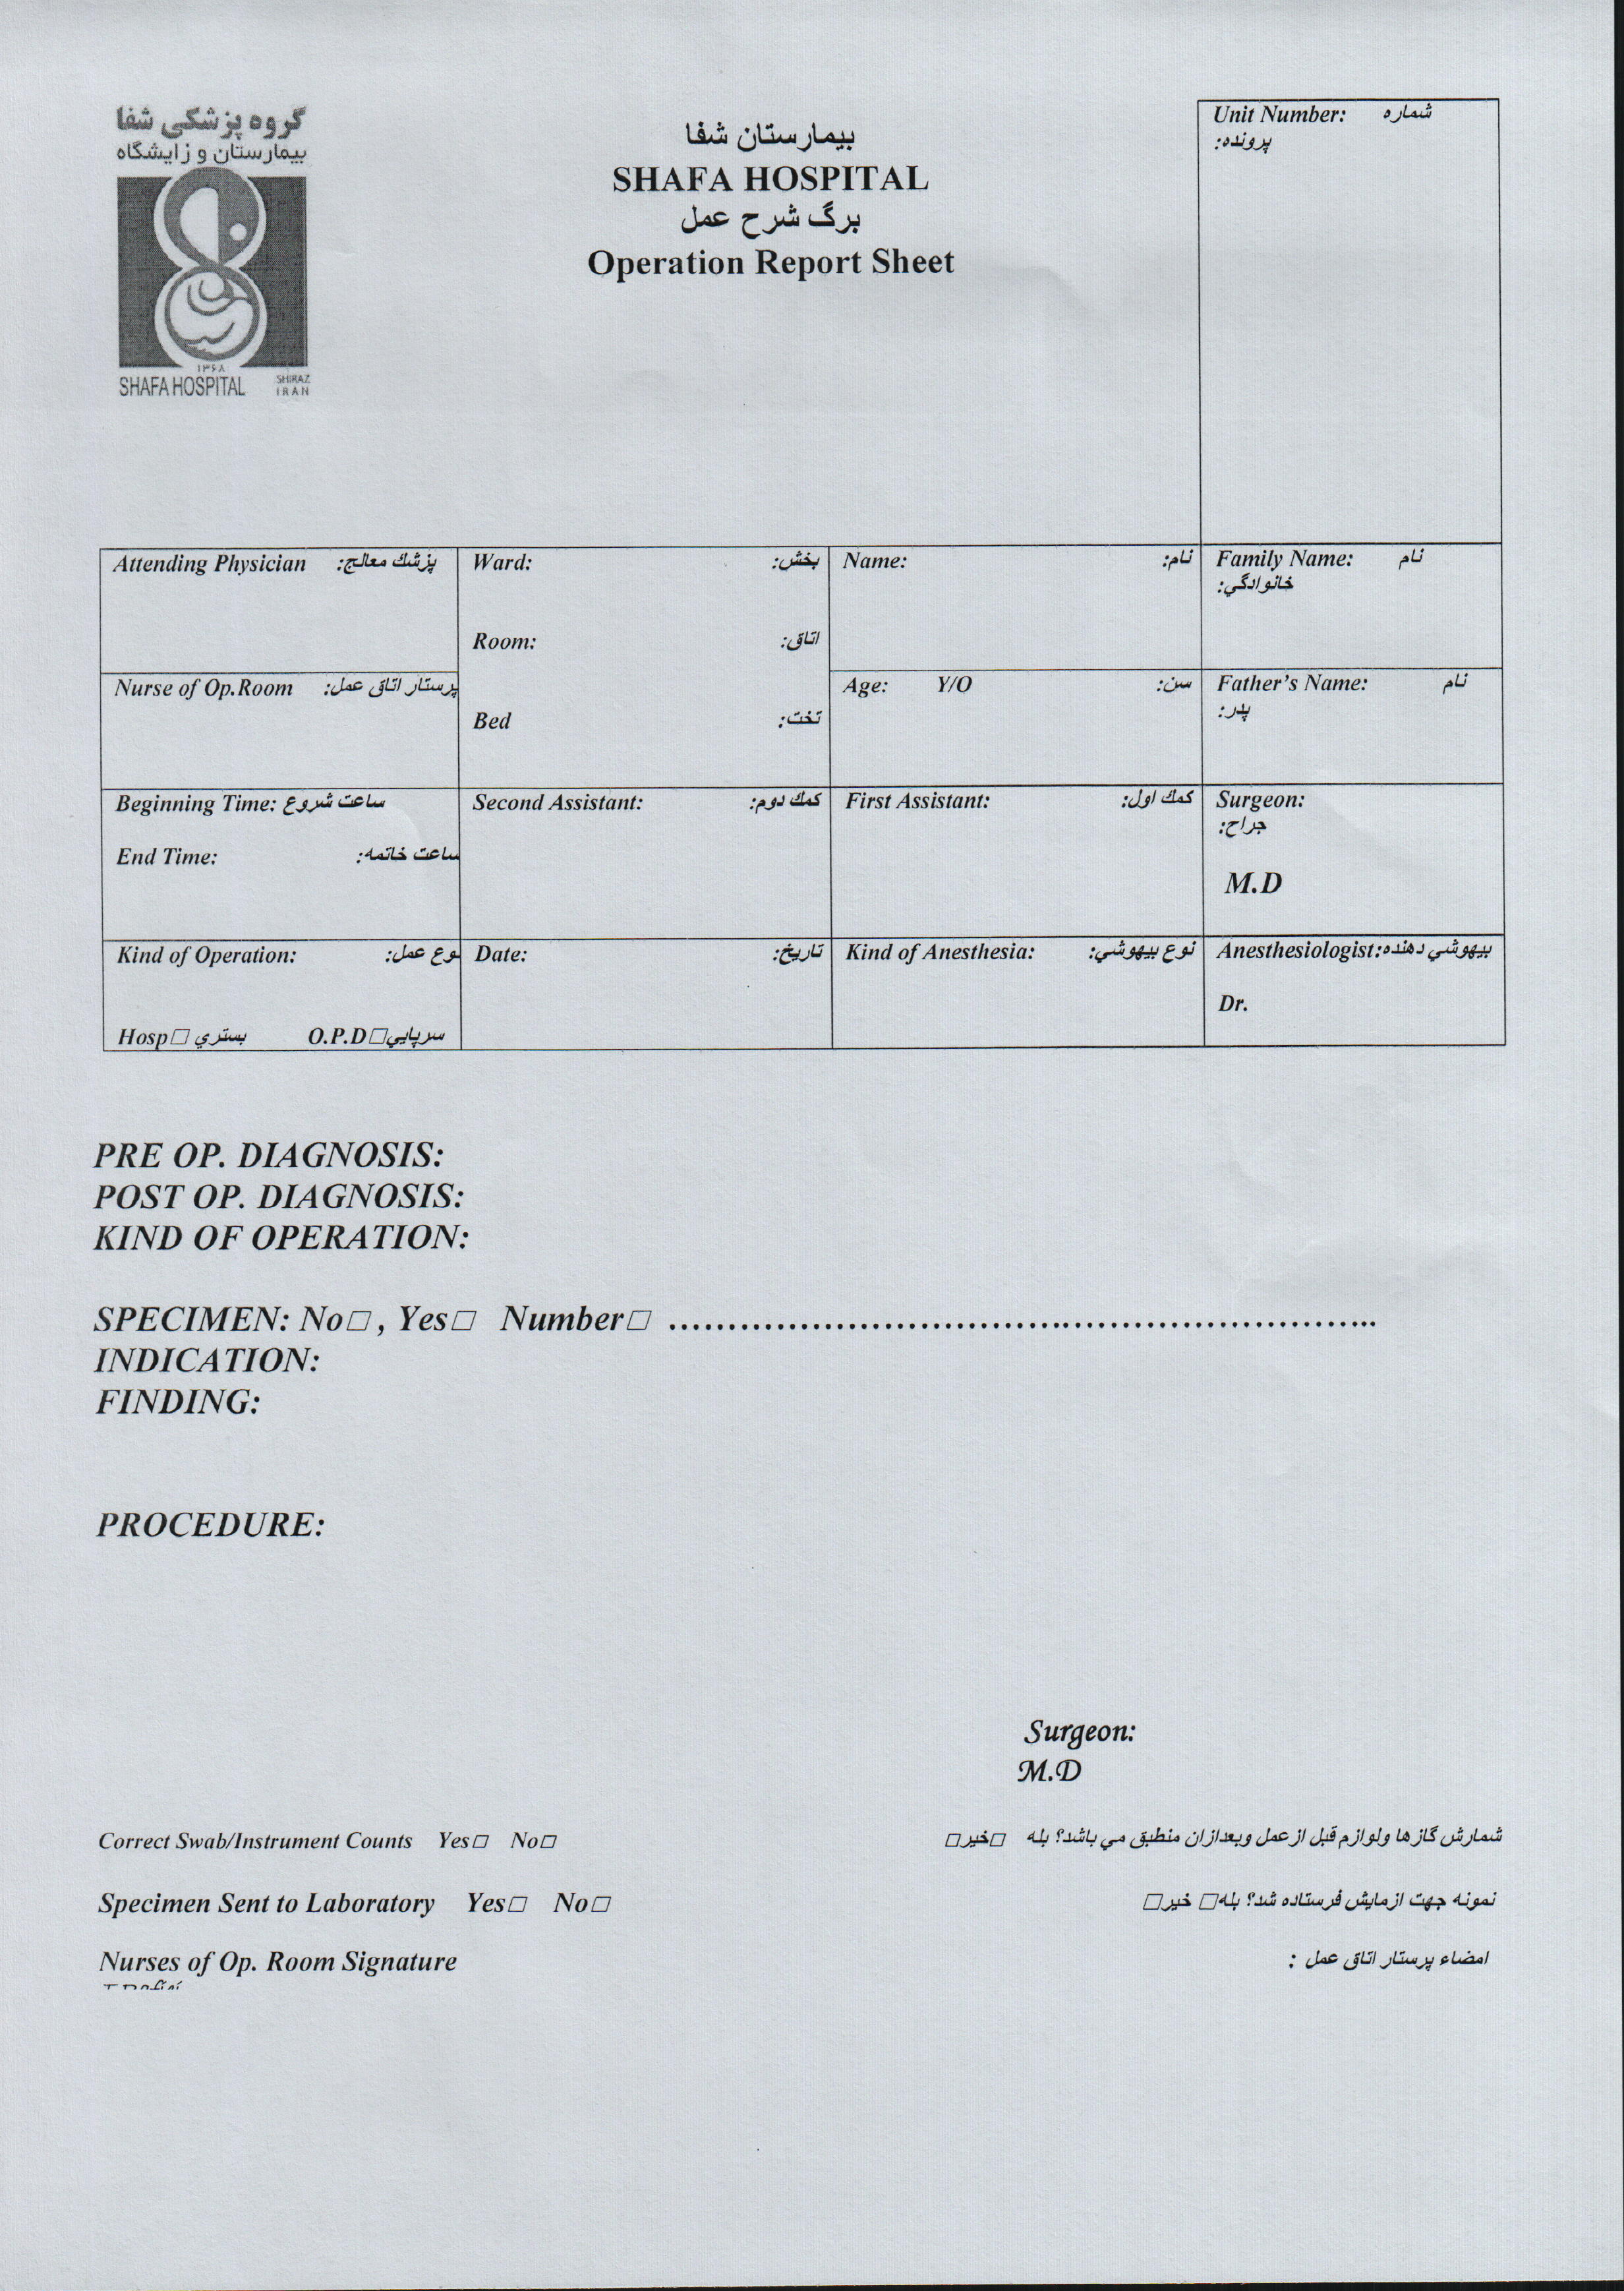 گروه پزشکی شفا
بیمارستان و زایشگاه
۱۳۶۸
SHAFA HOSPITAL SHIRAZ IRAN
بیمارستان شفا
SHAFA HOSPITAL
برگ شرح عمل
Operation Report Sheet
Unit Number: شماره
پرونده:
Attending Physician پزشك معالج:
Ward: بخش:
Name: نام:
Family Name: نام
خانوادگي:
Room: اتاق:
Nurse of Op.Room پرستار اتاق عمل:
Bed تخت:
Age: Y/O سن:
Father's Name: نام
پدر:
Beginning Time: ساعت شروع
End Time: ساعت خاتمه:
Second Assistant: كمك دوم:
First Assistant: كمك اول:
Surgeon:
جراح:
M.D
Kind of Operation: نوع عمل:
Hosp□ بستري O.P.D□سرپايي
Date: تاريخ:
Kind of Anesthesia: نوع بيهوشي:
Anesthesiologist:بيهوشي دهنده
Dr.
PRE OP. DIAGNOSIS:
POST OP. DIAGNOSIS:
KIND OF OPERATION:
SPECIMEN: No□, Yes□ Number□ ………………………………………………..
INDICATION:
FINDING:
PROCEDURE:
Surgeon:
M.D
Correct Swab/Instrument Counts Yes□ No□
شمارش گازها ولوازم قبل ازعمل وبعدازان منطبق مي باشد؟ بله □خير□
Specimen Sent to Laboratory Yes□ No□
نمونه جهت ازمايش فرستاده شد؟ بله□ خير□
Nurses of Op. Room Signature
امضاء پرستار اتاق عمل :